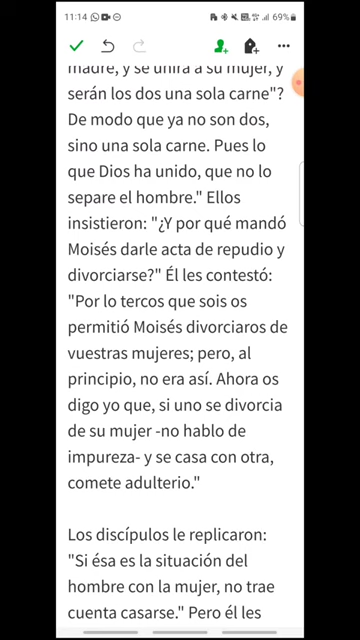 11:14
69%
madre, y se unirá a su mujer, y
serán los dos una sola carne"?
De modo que ya no son dos,
sino una sola carne. Pues lo
que Dios ha unido, que no lo
separe el hombre." Ellos
insistieron: "¿Y por qué mandó
Moisés darle acta de repudio y
divorciarse?" Él les contestó:
"Por lo tercos que sois os
permitió Moisés divorciaros de
vuestras mujeres; pero, al
principio, no era así. Ahora os
digo yo que, si uno se divorcia
de su mujer -no hablo de
impureza- y se casa con otra,
comete adulterio."
Los discípulos le replicaron:
"Si ésa es la situación del
hombre con la mujer, no trae
cuenta casarse." Pero él les